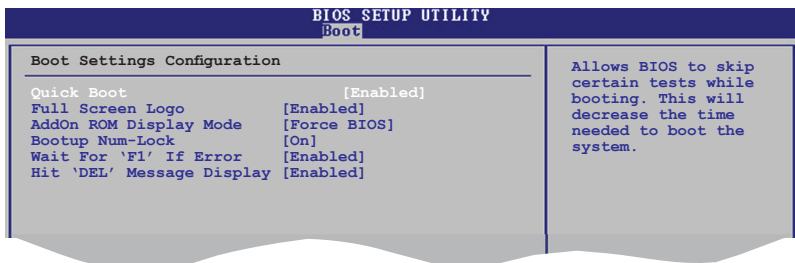 BIOS SETUP UTILITY
Boot
Boot Settings Configuration
Quick Boot [Enabled]
Full Screen Logo [Enabled]
AddOn ROM Display Mode [Force BIOS]
Bootup Num-Lock [On]
Wait For ‘F1’ If Error [Enabled]
Hit ‘DEL’ Message Display [Enabled]
Allows BIOS to skip
certain tests while
booting. This will
decrease the time
needed to boot the
system.